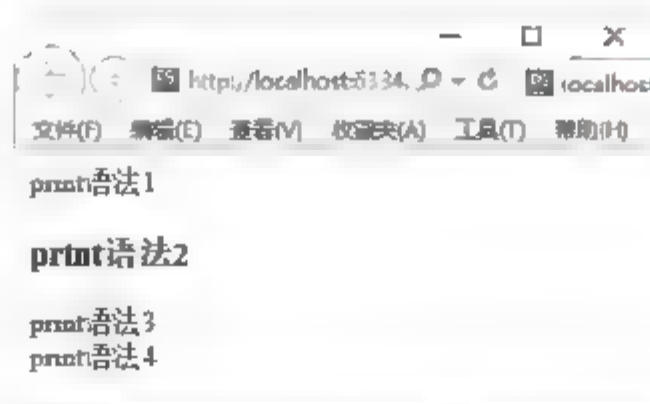 http://localhost:6334. localhost
文件(F) 编辑(E) 查看(V) 收藏夹(A) 工具(T) 帮助(H)
print语法1
print语法2
print语法3
print语法4